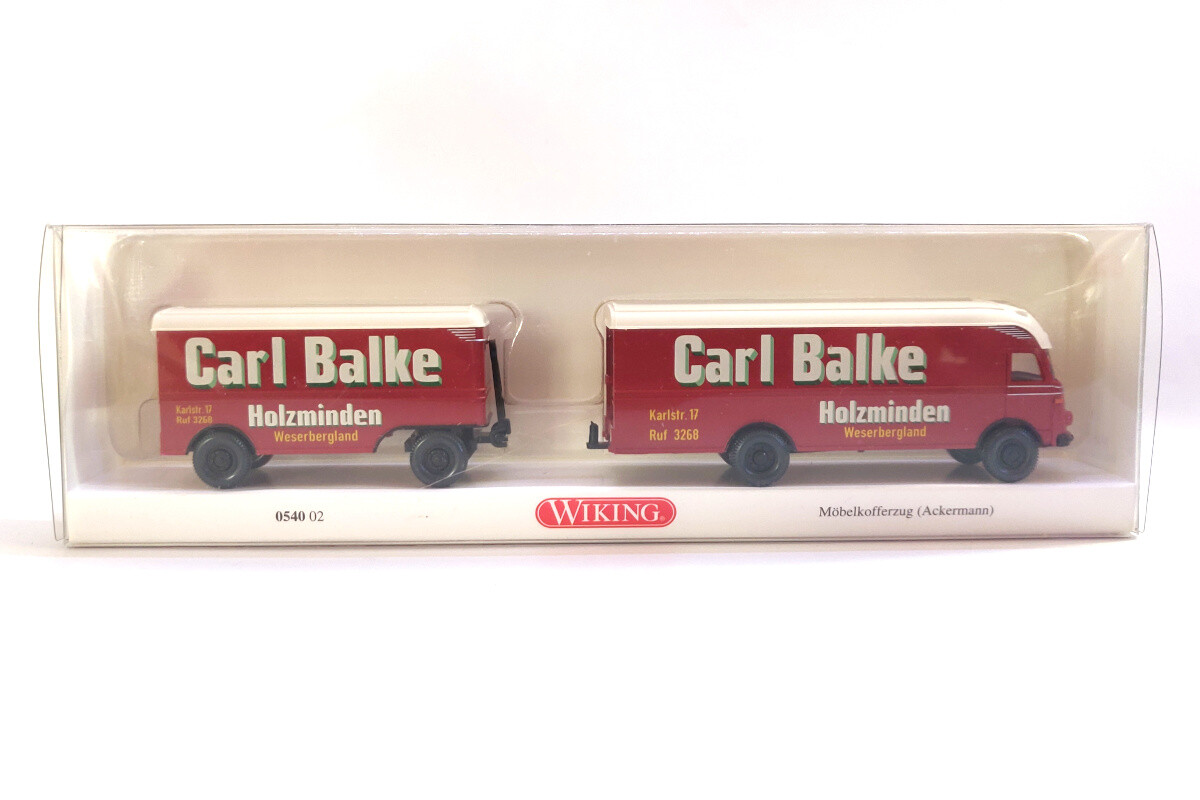 Carl Balke
Karlstr. 17
Ruf 3268
Holzminden
Weserbergland
Carl Balke
Karlstr. 17
Ruf 3268
Holzminden
Weserbergland
0540 02
WIKING
Möbelkofferzug (Ackermann)